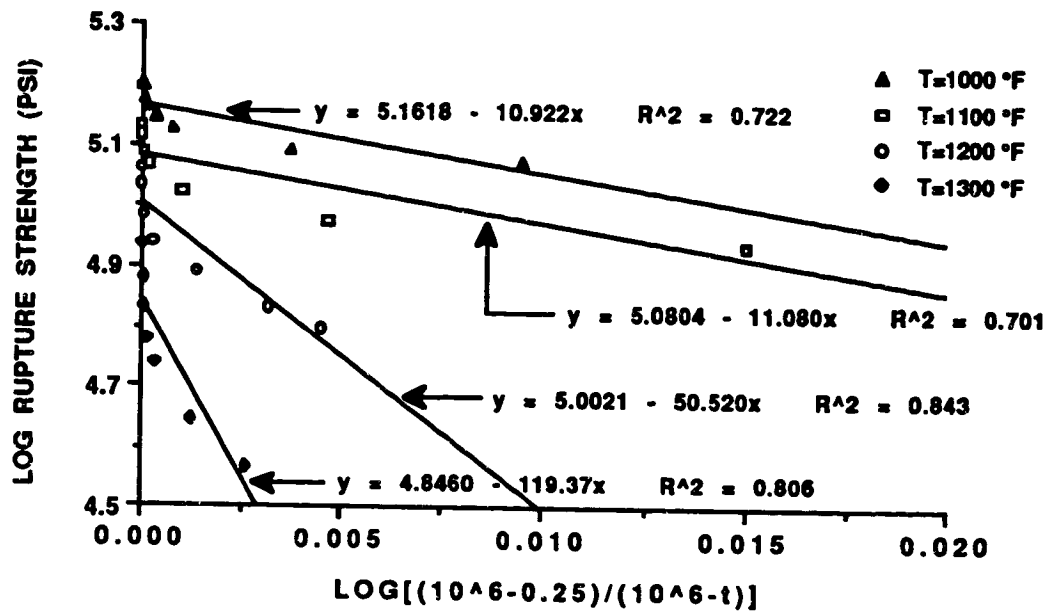 LOG RUPTURE STRENGTH (PSI)
5.3
5.1
4.9
4.7
4.5
y = 5.1618 - 10.922x R^2 = 0.722
T=1000 °F
T=1100 °F
T=1200 °F
T=1300 °F
y = 5.0804 - 11.080x R^2 = 0.701
y = 5.0021 - 50.520x R^2 = 0.843
y = 4.8460 - 119.37x R^2 = 0.806
0.000 0.005 0.010 0.015 0.020
LOG[(10^6-0.25)/(10^6-t)]